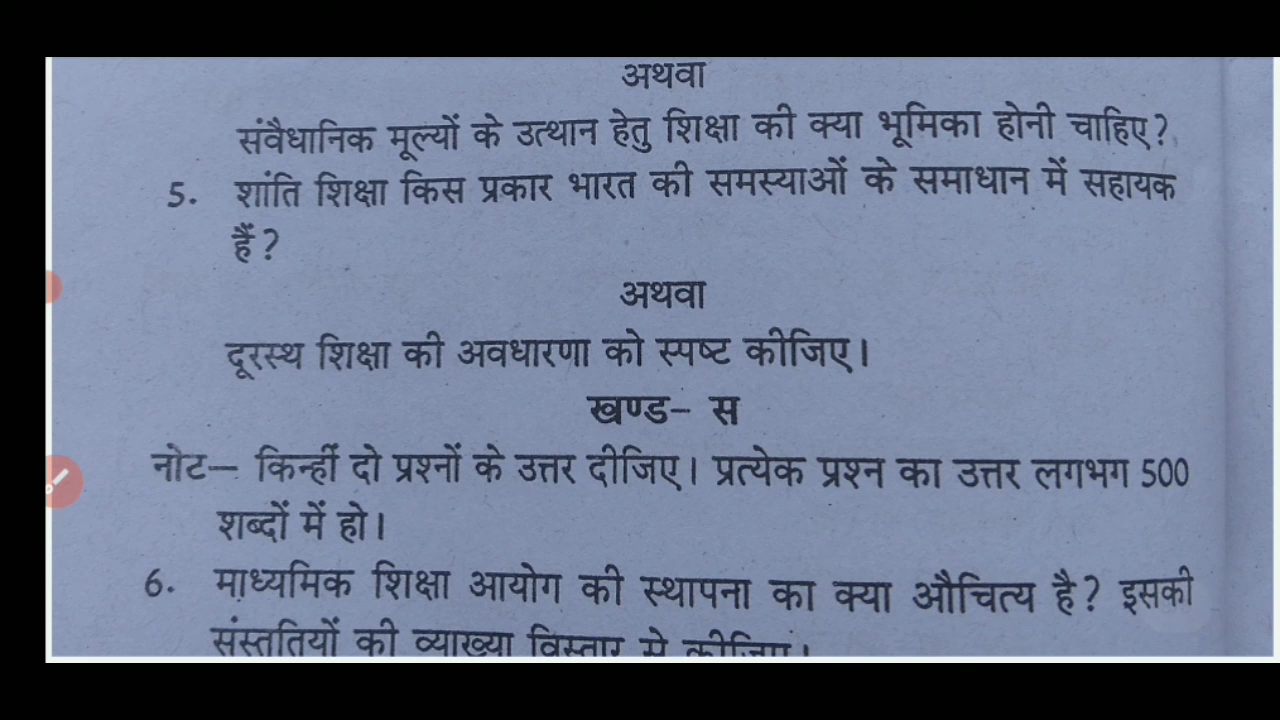 अथवा
संवैधानिक मूल्यों के उत्थान हेतु शिक्षा की क्या भूमिका होनी चाहिए?
5. शांति शिक्षा किस प्रकार भारत की समस्याओं के समाधान में सहायक
हैं?
अथवा
दूरस्थ शिक्षा की अवधारणा को स्पष्ट कीजिए।
खण्ड- स
नोट— किन्हीं दो प्रश्नों के उत्तर दीजिए। प्रत्येक प्रश्न का उत्तर लगभग 500
शब्दों में हो।
6. माध्यमिक शिक्षा आयोग की स्थापना का क्या औचित्य है? इसकी
संस्ततियों की व्याख्या विस्तार से कीजिए।